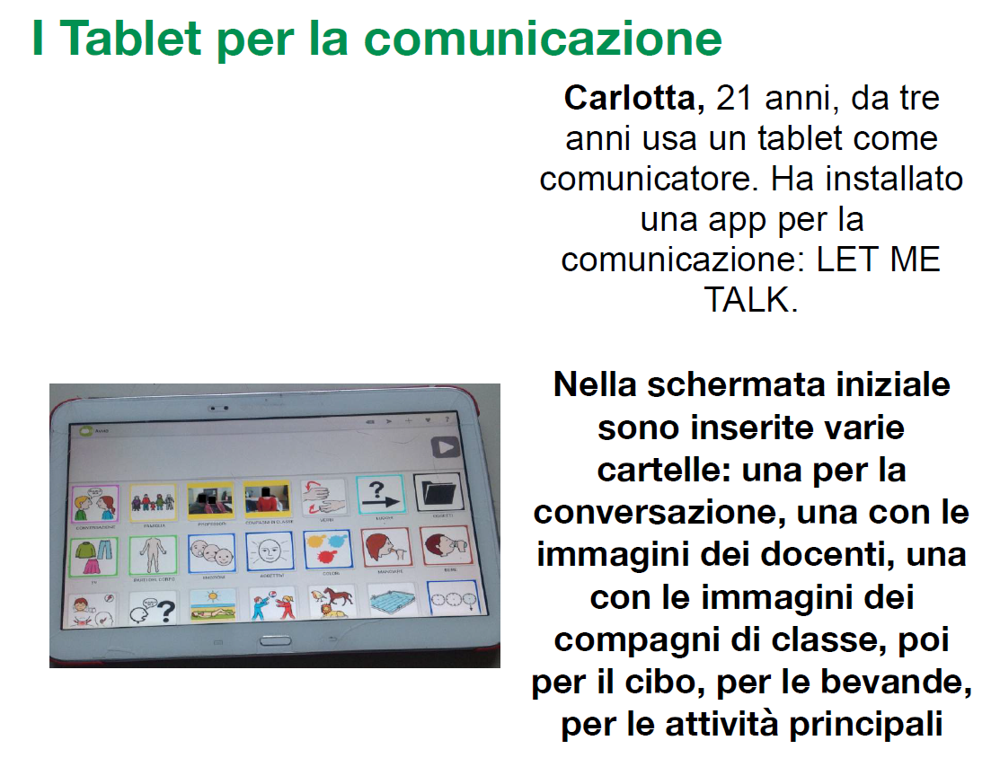 I Tablet per la comunicazione
Carlotta, 21 anni, da tre
anni usa un tablet come
comunicatore. Ha installato
una app per la
comunicazione: LET ME
TALK.
Nella schermata iniziale
sono inserite varie
cartelle: una per la
conversazione, una con le
immagini dei docenti, una
con le immagini dei
compagni di classe, poi
per il cibo, per le bevande,
per le attività principali
CONVERSAZIONE FAMIGLIA PROFESSORI COMPAGNI DI CLASSE VERBI LUOGHI OGGETTI
PARTI DEL CORPO EMOZIONI AGGETTIVI COLORI MANGIARE BERE